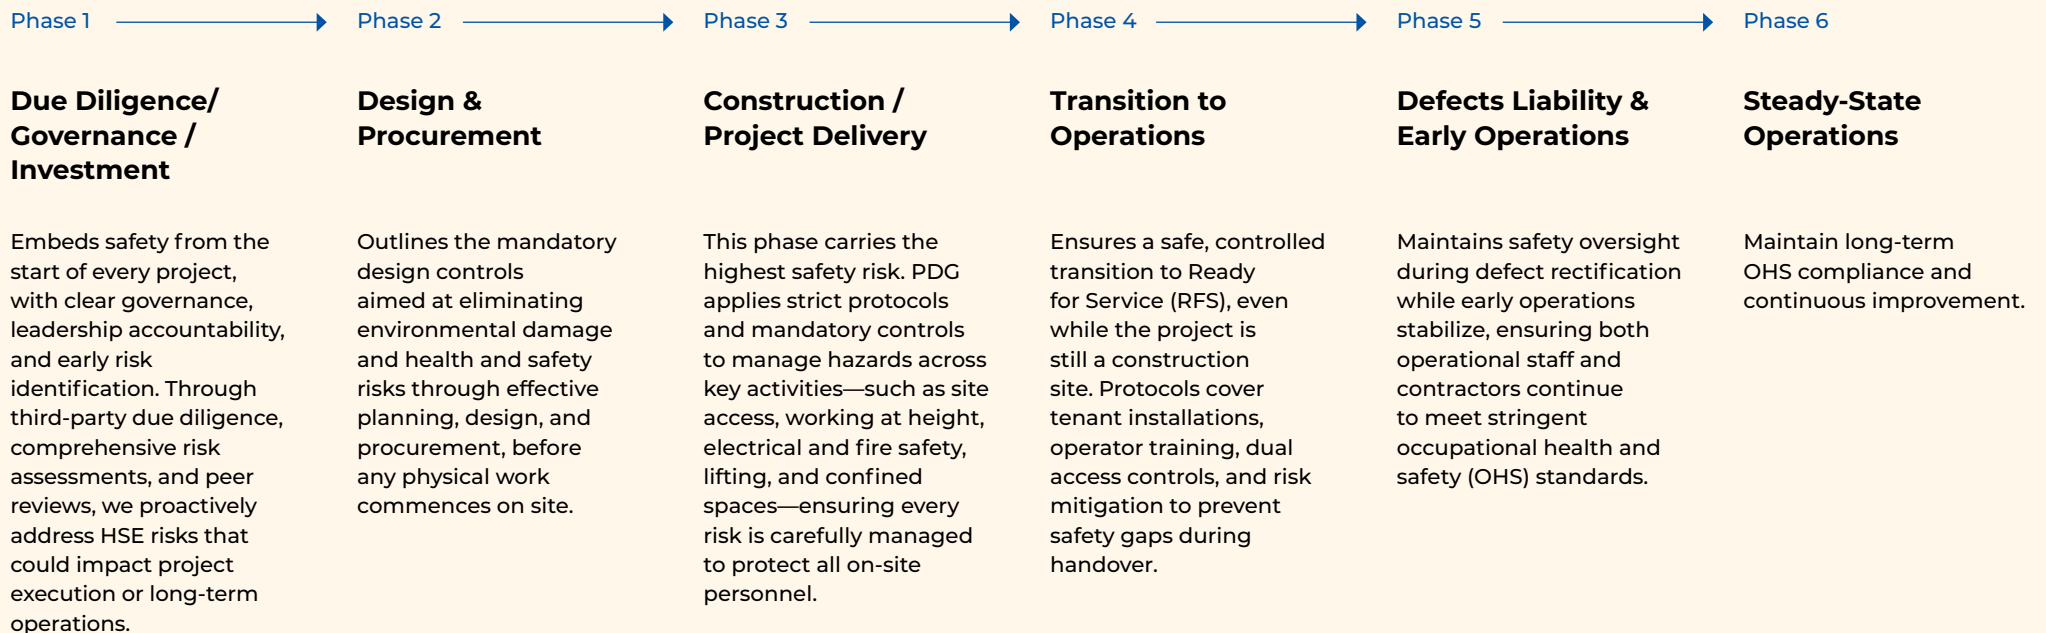 Phase 1
Due Diligence/
Governance /
Investment
Embeds safety from the
start of every project,
with clear governance,
leadership accountability,
and early risk
identification. Through
third-party due diligence,
comprehensive risk
assessments, and peer
reviews, we proactively
address HSE risks that
could impact project
execution or long-term
operations.
Phase 2
Design &
Procurement
Outlines the mandatory
design controls
aimed at eliminating
environmental damage
and health and safety
risks through effective
planning, design, and
procurement, before
any physical work
commences on site.
Phase 3
Construction /
Project Delivery
This phase carries the
highest safety risk. PDG
applies strict protocols
and mandatory controls
to manage hazards across
key activities—such as site
access, working at height,
electrical and fire safety,
lifting, and confined
spaces—ensuring every
risk is carefully managed
to protect all on-site
personnel.
Phase 4
Transition to
Operations
Ensures a safe, controlled
transition to Ready
for Service (RFS), even
while the project is
still a construction
site. Protocols cover
tenant installations,
operator training, dual
access controls, and risk
mitigation to prevent
safety gaps during
handover.
Phase 5
Defects Liability &
Early Operations
Maintains safety oversight
during defect rectification
while early operations
stabilize, ensuring both
operational staff and
contractors continue
to meet stringent
occupational health and
safety (OHS) standards.
Phase 6
Steady-State
Operations
Maintain long-term
OHS compliance and
continuous improvement.